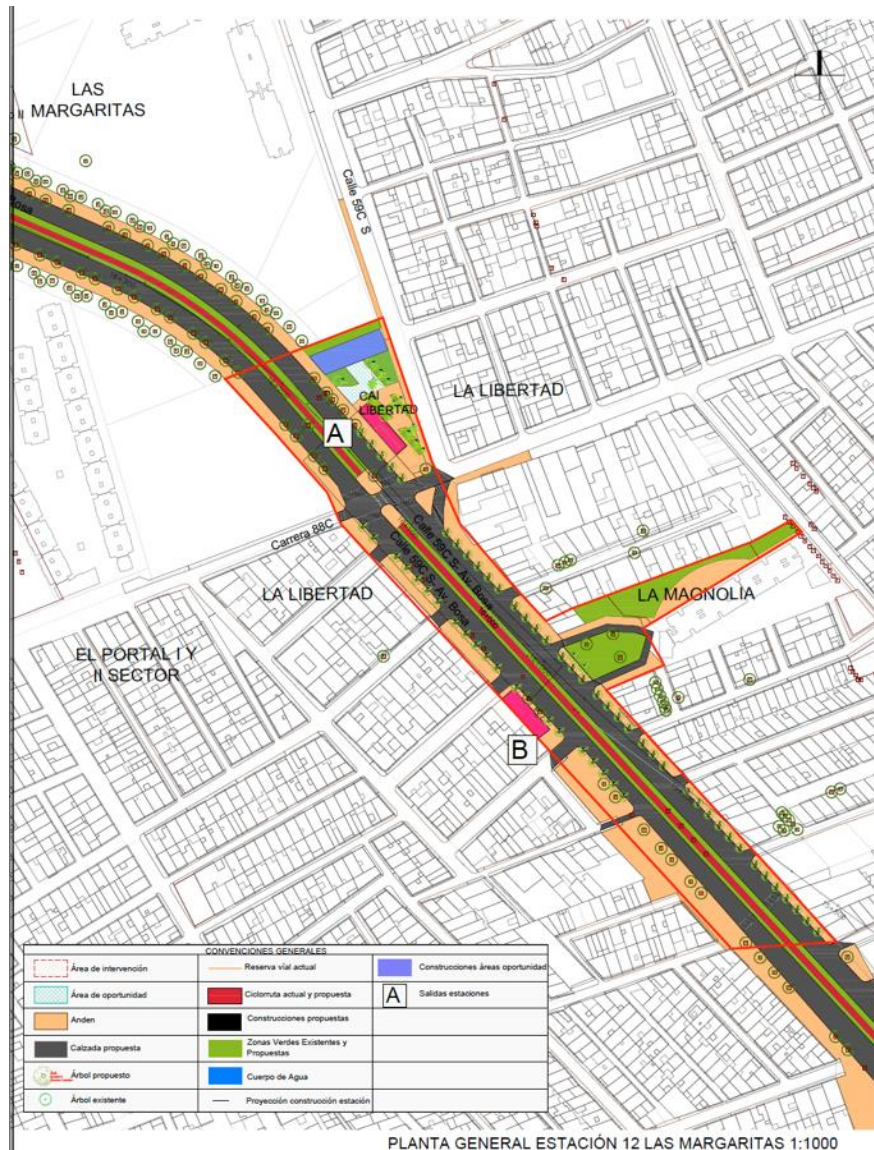 LAS
MARGARITAS
Bosa
Calle 59C S
LA LIBERTAD
CAI
LIBERTAD
A
Carrera 88C
Calle 59C S. Av. Bosa
Calle 59C S. Av. Bosa
LA LIBERTAD
LA MAGNOLIA
EL PORTAL I Y
II SECTOR
B
CONVENCIONES GENERALES
Área de intervención
Reserva vial actual
Construcciones áreas oportunidad
Área de oportunidad
Ciclorruta actual y propuesta
A
Salidas estaciones
Anden
Construcciones propuestas
Calzada propuesta
Zonas Verdes Existentes y
Propuestas
Árbol propuesto
Cuerpo de Agua
Árbol existente
Proyección construcción estación
PLANTA GENERAL ESTACIÓN 12 LAS MARGARITAS 1:1000